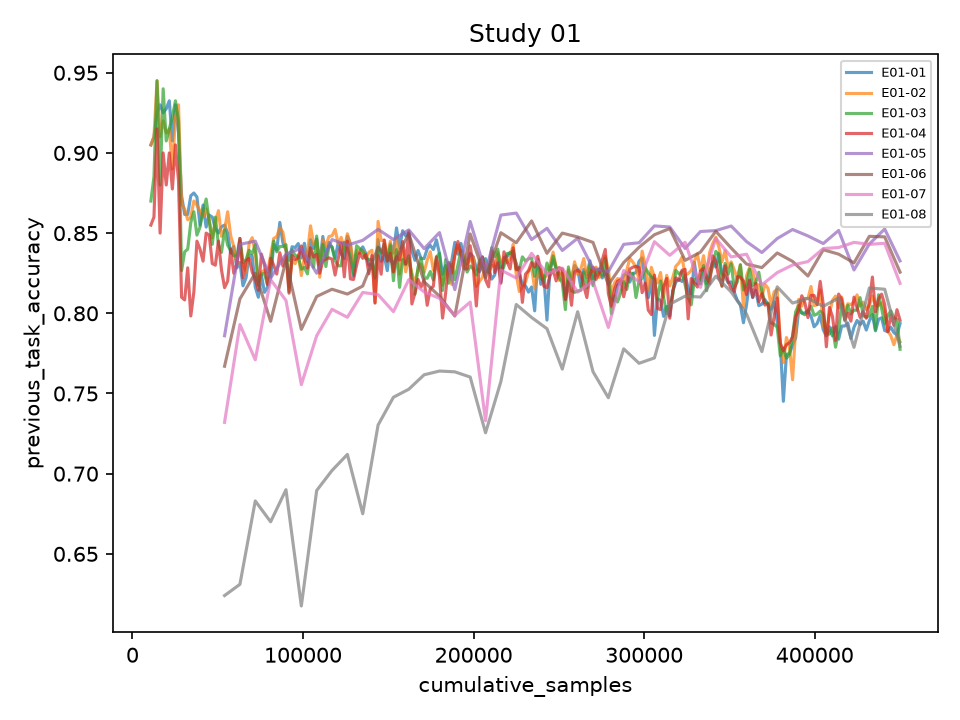 Study 01
previous_task_accuracy
0.95
0.90
0.85
0.80
0.75
0.70
0.65
E01-01
E01-02
E01-03
E01-04
E01-05
E01-06
E01-07
E01-08
0
100000
200000
300000
400000
cumulative_samples